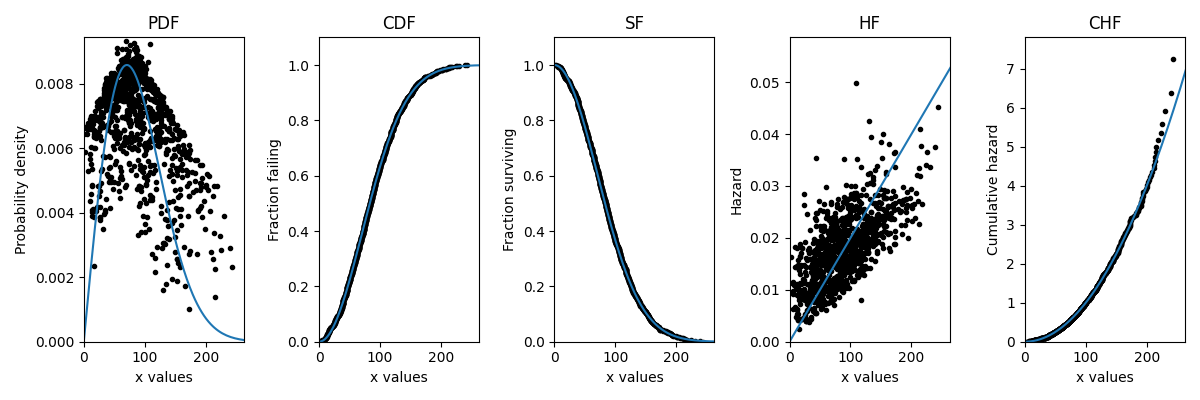 PDF
CDF
SF
HF
CHF
Probability density
0.008
0.006
0.004
0.002
0.000
0 100 200
x values
Fraction failing
1.0
0.8
0.6
0.4
0.2
0.0
0 100 200
x values
Fraction surviving
1.0
0.8
0.6
0.4
0.2
0.0
0 100 200
x values
Hazard
0.05
0.04
0.03
0.02
0.01
0.00
0 100 200
x values
Cumulative hazard
7
6
5
4
3
2
1
0
0 100 200
x values